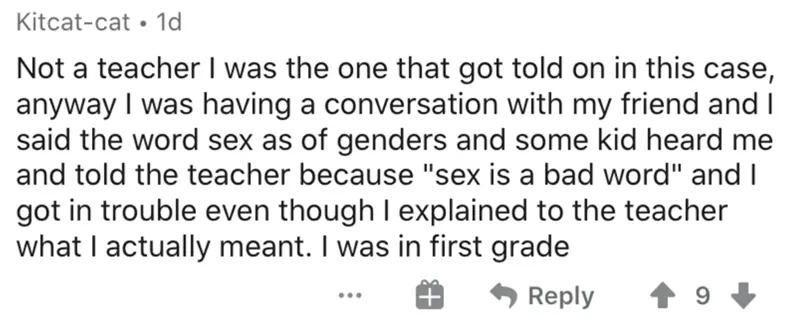 Kitcat-cat • 1d
Not a teacher I was the one that got told on in this case,
anyway I was having a conversation with my friend and I
said the word sex as of genders and some kid heard me
and told the teacher because "sex is a bad word" and I
got in trouble even though I explained to the teacher
what I actually meant. I was in first grade
Reply 9